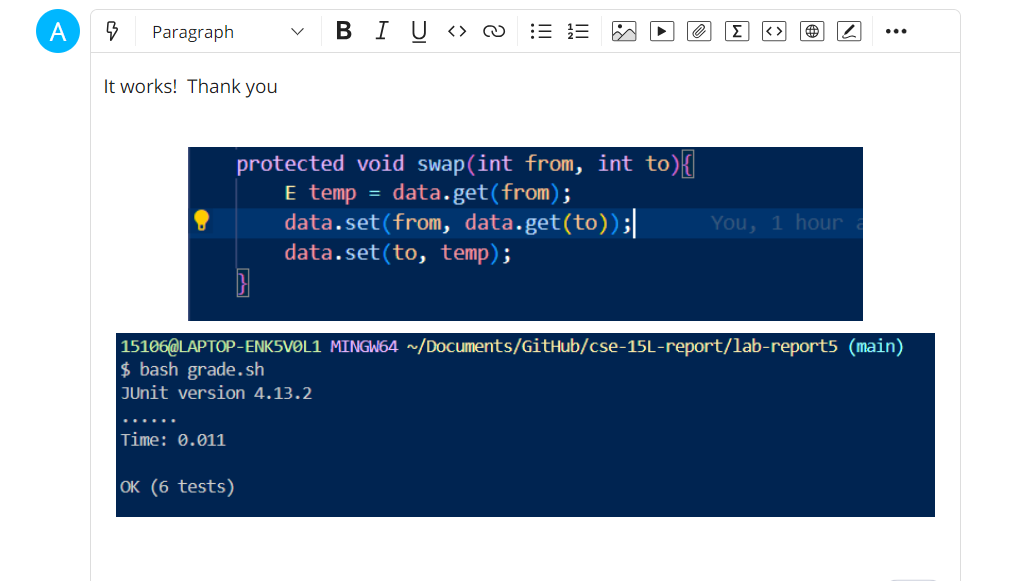 A
Paragraph
B I U
It works!  Thank you
protected void swap(int from, int to){
E temp = data.get(from);
data.set(from, data.get(to));
You, 1 hour a
data.set(to, temp);
}
15106@LAPTOP-ENK5V0L1 MINGW64 ~/Documents/GitHub/cse-15L-report/lab-report5 (main)
$ bash grade.sh
JUnit version 4.13.2
......
Time: 0.011
OK (6 tests)